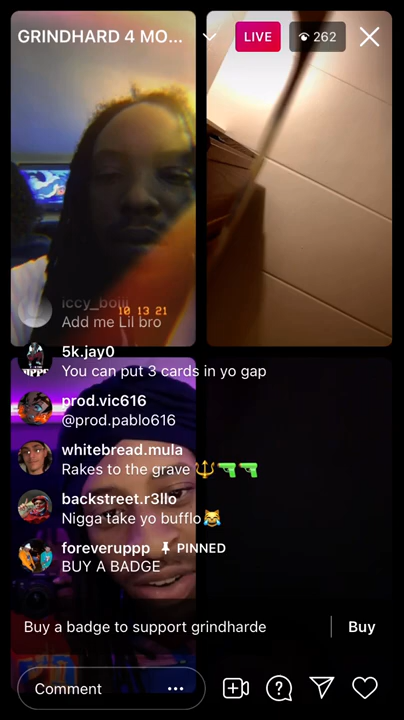 GRINDHARD 4 MO...
LIVE
262
Iccy_boiii
10 13 21
Add me Lil bro
5k.jay0
You can put 3 cards in yo gap
prod.vic616
@prod.pablo616
whitebread.mula
Rakes to the grave 🔱🔫🔫
backstreet.r3llo
Nigga take yo bufflo😹
foreveruppp 📌 PINNED
BUY A BADGE
Buy a badge to support grindharde
Buy
Comment